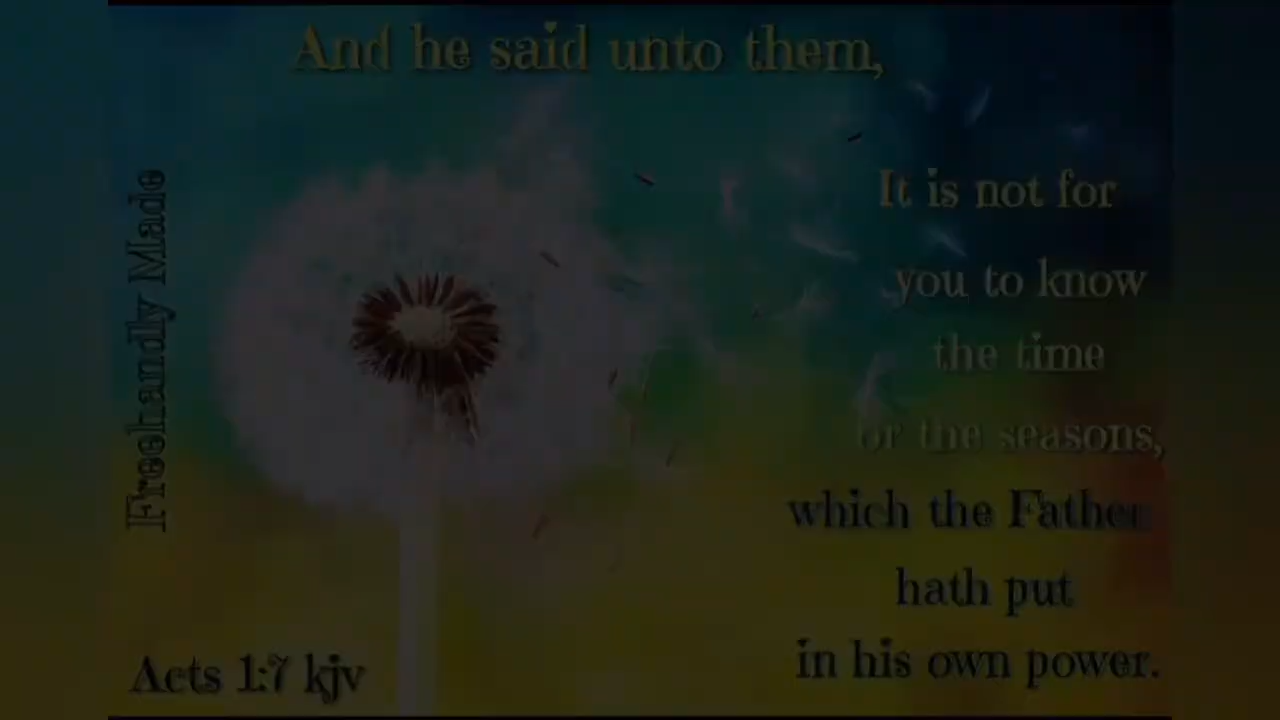 And he said unto them,
It is not for
you to know
the time
or the seasons,
which the Father
hath put
in his own power.
Freehandly Made
Acts 1:7 kjv